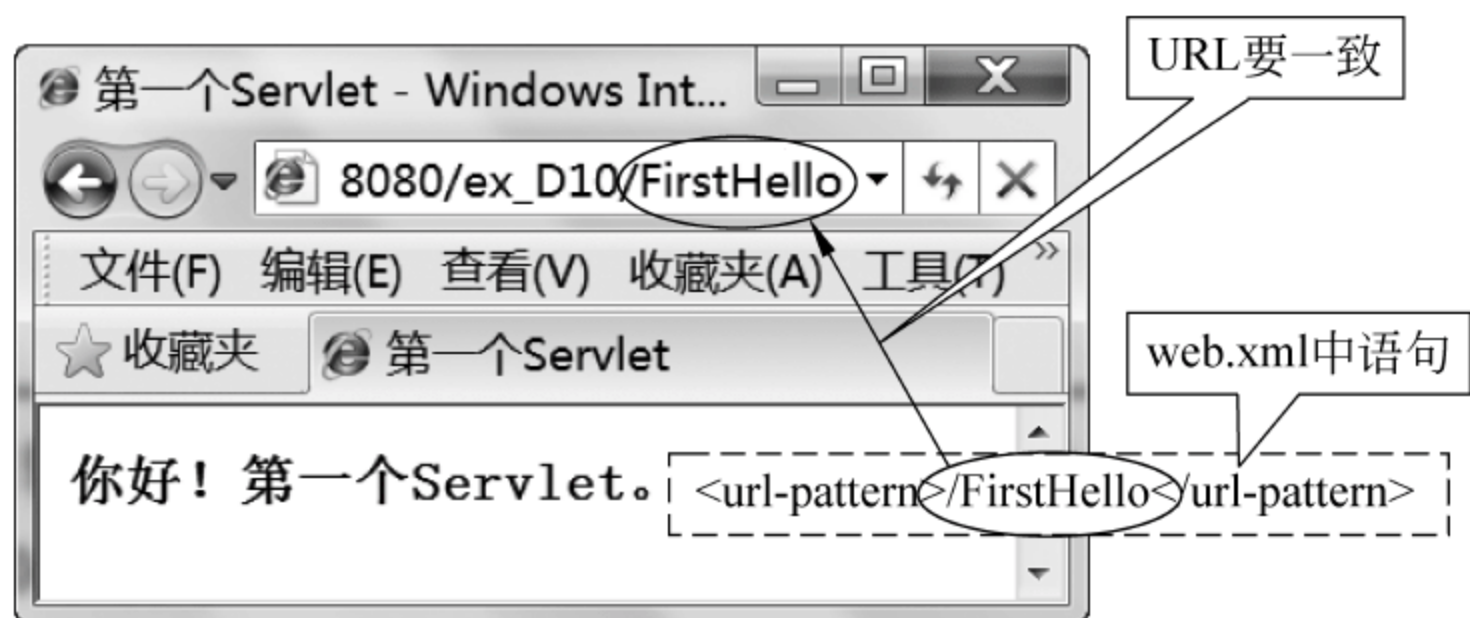 URL要一致
第一个Servlet - Windows Int...
8080/ex_D10/FirstHello
文件(F) 编辑(E) 查看(V) 收藏夹(A) 工具(T) »
收藏夹 第一个Servlet
web.xml中语句
你好！第一个Servlet。
<url-pattern>/FirstHello</url-pattern>